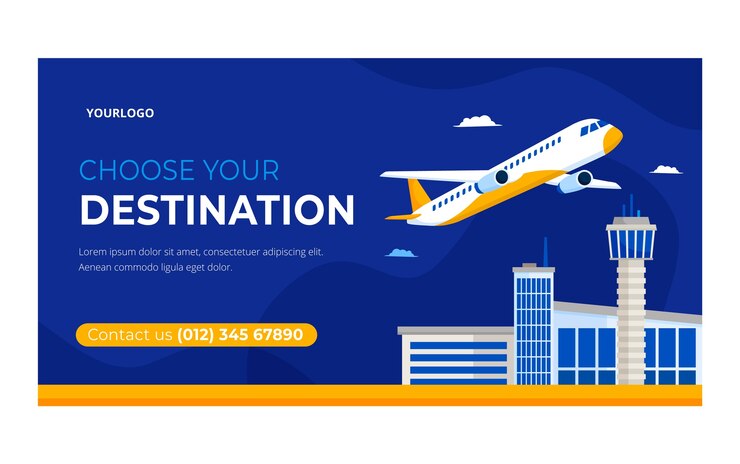 YOURLOGO
CHOOSE YOUR
DESTINATION
Lorem ipsum dolor sit amet, consectetuer adipiscing elit.
Aenean commodo ligula eget dolor.
Contact us (012) 345 67890